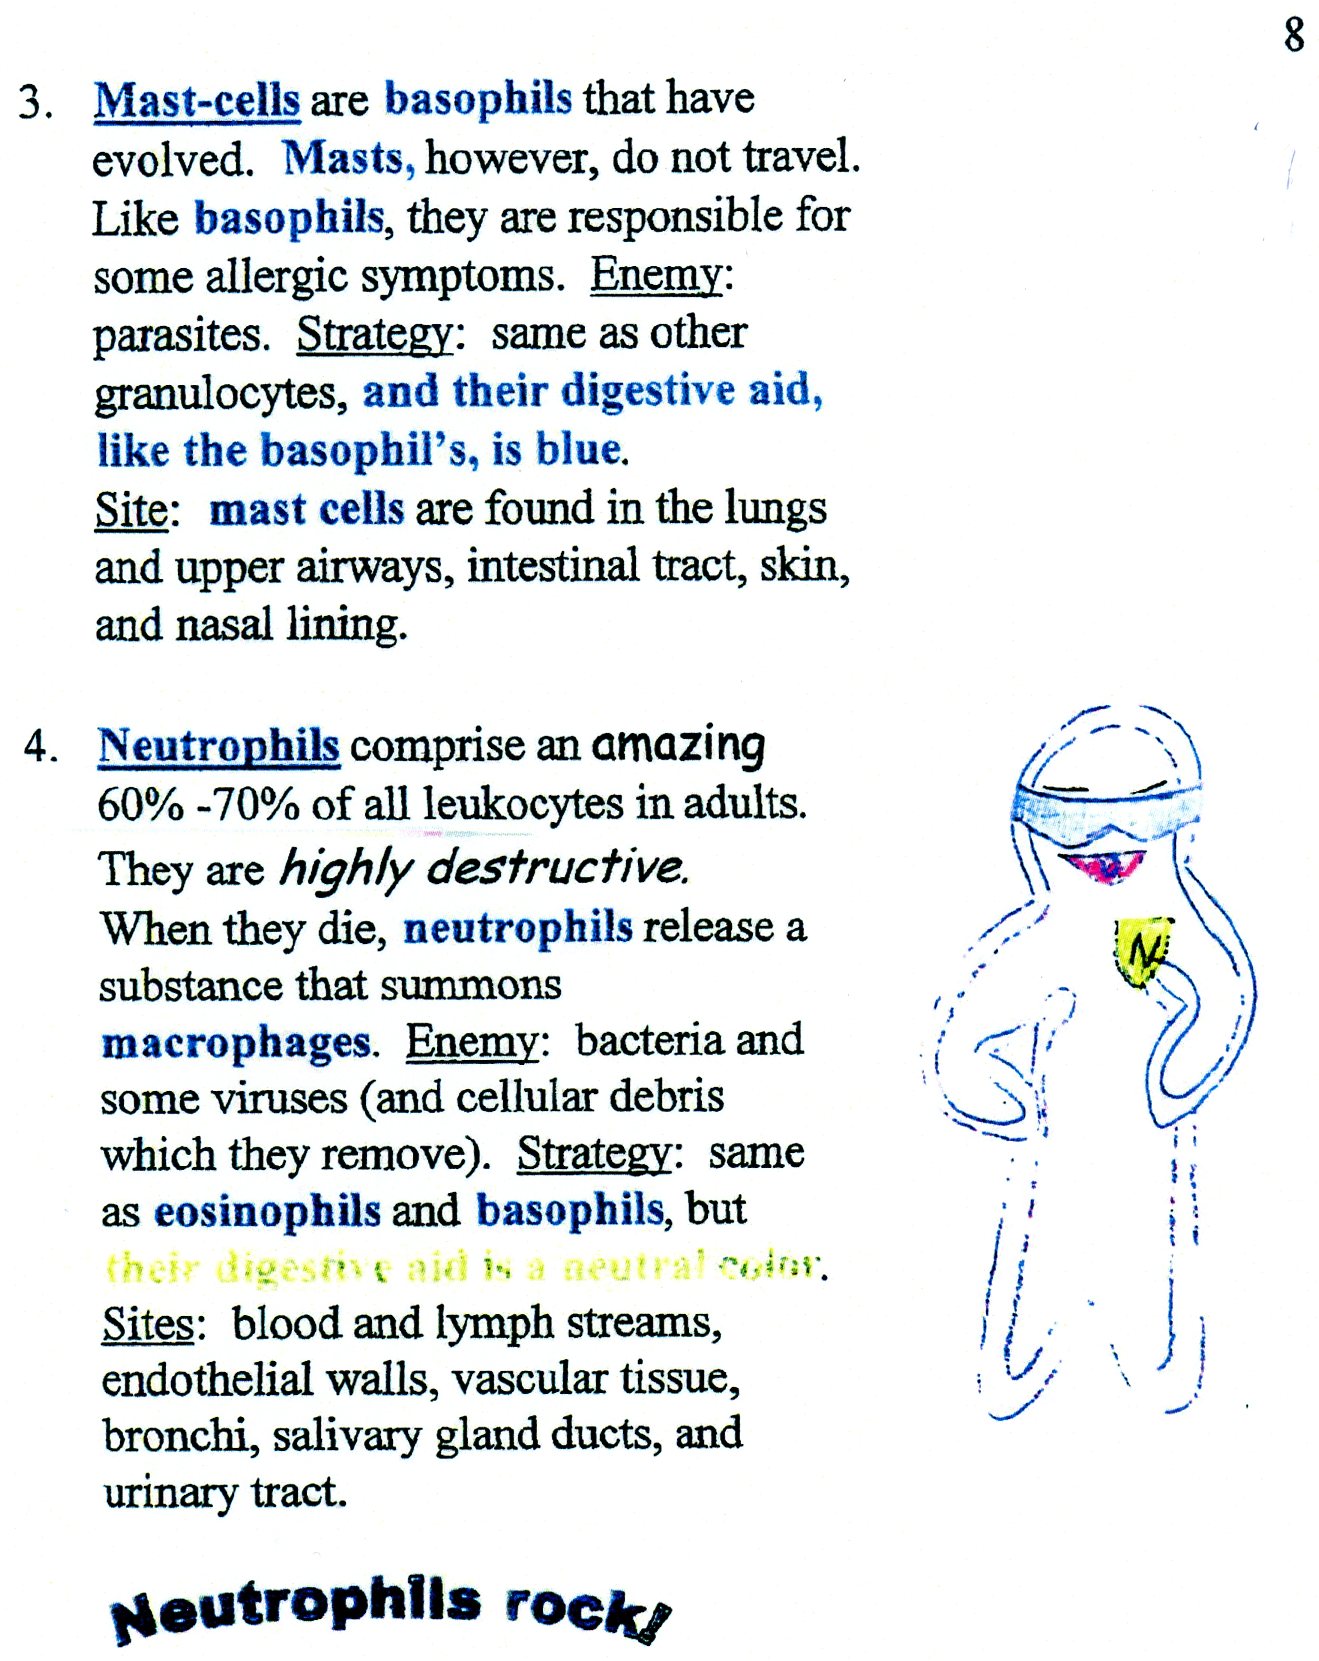 8
3. Mast-cells are basophils that have
evolved. Masts, however, do not travel.
Like basophils, they are responsible for
some allergic symptoms. Enemy:
parasites. Strategy: same as other
granulocytes, and their digestive aid,
like the basophil's, is blue.
Site: mast cells are found in the lungs
and upper airways, intestinal tract, skin,
and nasal lining.
4. Neutrophils comprise an amazing
60% -70% of all leukocytes in adults.
They are highly destructive.
When they die, neutrophils release a
substance that summons
macrophages. Enemy: bacteria and
some viruses (and cellular debris
which they remove). Strategy: same
as eosinophils and basophils, but
their digestive aid is a neutral color.
Sites: blood and lymph streams,
endothelial walls, vascular tissue,
bronchi, salivary gland ducts, and
urinary tract.
N
Neutrophils rock!